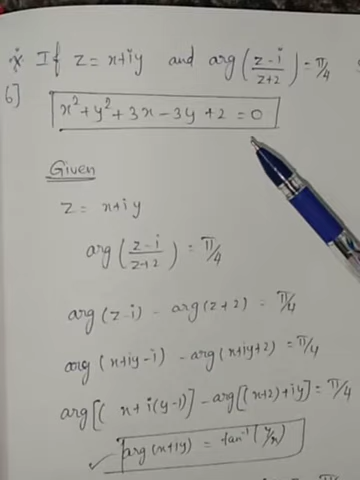 * If z = x+iy and arg(z-i/z+2) = π/4
6] x² + y² + 3x - 3y + 2 = 0
Given
z = x+iy
arg(z-i/z+2) = π/4
arg(z-i) - arg(z+2) = π/4
arg(x+iy-i) - arg(x+iy+2) = π/4
arg[(x+i(y-1)] - arg[(x+2)+iy] = π/4
✓ arg(x+iy) = tan⁻¹(y/x)